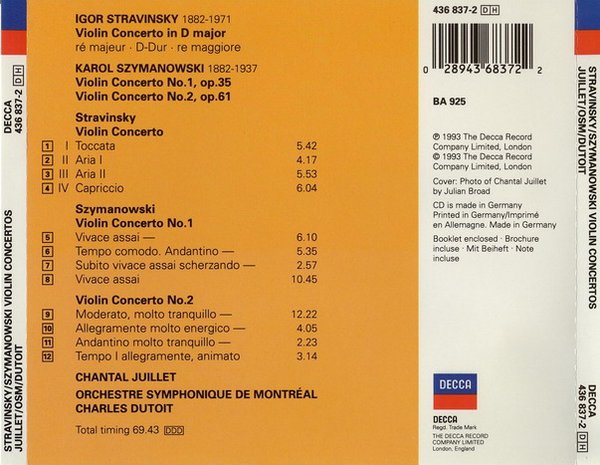 IGOR STRAVINSKY 1882-1971
Violin Concerto in D major
ré majeur · D-Dur · re maggiore
KAROL SZYMANOWSKI 1882-1937
Violin Concerto No.1, op.35
Violin Concerto No.2, op.61
Stravinsky
Violin Concerto
1 I Toccata 5.42
2 II Aria I 4.17
3 III Aria II 5.53
4 IV Capriccio 6.04
Szymanowski
Violin Concerto No.1
5 Vivace assai — 6.10
6 Tempo comodo. Andantino — 5.35
7 Subito vivace assai scherzando — 2.57
8 Vivace assai 10.45
Violin Concerto No.2
9 Moderato, molto tranquillo — 12.22
10 Allegramente molto energico — 4.05
11 Andantino molto tranquillo — 2.23
12 Tempo I allegramente, animato 3.14
CHANTAL JUILLET
ORCHESTRE SYMPHONIQUE DE MONTRÉAL
CHARLES DUTOIT
Total timing 69.43 DDD
436 837-2 DH
0 28943 68372 2
BA 925
℗ 1993 The Decca Record
Company Limited, London
© 1993 The Decca Record
Company Limited, London
Cover: Photo of Chantal Juillet
by Julian Broad
CD is made in Germany
Printed in Germany/Imprimé
en Allemagne. Made in Germany
Booklet enclosed · Brochure
incluse · Mit Beiheft · Note
incluse
DECCA
DECCA
Regd. Trade Mark
THE DECCA RECORD
COMPANY LIMITED
London, England
STRAVINSKY/SZYMANOWSKI VIOLIN CONCERTOS
JUILLET/OSM/DUTOIT
DECCA
436 837-2 DH
STRAVINSKY/SZYMANOWSKI VIOLIN CONCERTOS
JUILLET/OSM/DUTOIT
DECCA
436 837-2 DH